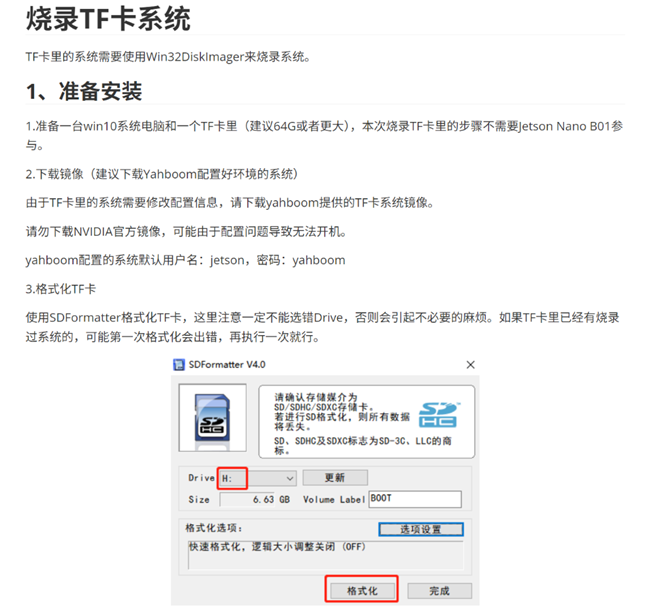 烧录TF卡系统
TF卡里的系统需要使用Win32DiskImager来烧录系统。
1、准备安装
1.准备一台win10系统电脑和一个TF卡里（建议64G或者更大），本次烧录TF卡里的步骤不需要Jetson Nano B01参
与。
2.下载镜像（建议下载Yahboom配置好环境的系统）
由于TF卡里的系统需要修改配置信息，请下载yahboom提供的TF卡系统镜像。
请勿下载NVIDIA官方镜像，可能由于配置问题导致无法开机。
yahboom配置的系统默认用户名：jetson，密码：yahboom
3.格式化TF卡
使用SDFormatter格式化TF卡，这里注意一定不能选错Drive，否则会引起不必要的麻烦。如果TF卡里已经有烧录
过系统的，可能第一次格式化会出错，再执行一次就行。
SDFormatter V4.0
请确认存储媒介为
SD/SDHC/SDXC存储卡。
若进行SD格式化，则所有数据
将丢失。
SD、SDHC及SDXC标志为SD-3C、LLC的商
标。
SD HC
SD HC
Drive H: 更新
Size 6.63 GB Volume Label BOOT
格式化选项： 选项设置
快速格式化，逻辑大小调整关闭 (OFF)
格式化 完成